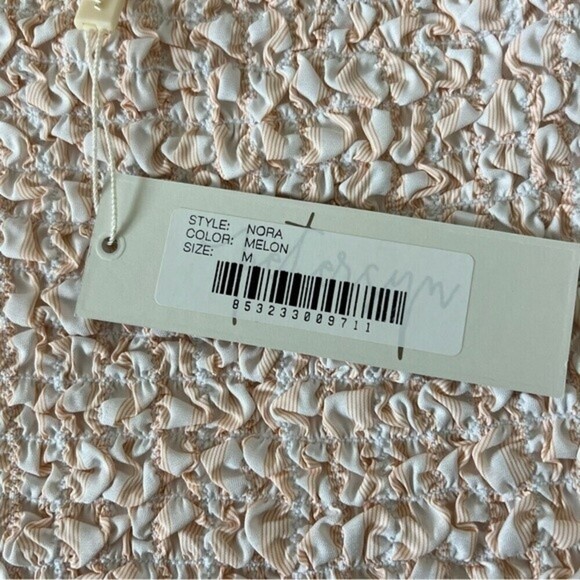 STYLE: NORA
COLOR: MELON
SIZE: M
853233009711